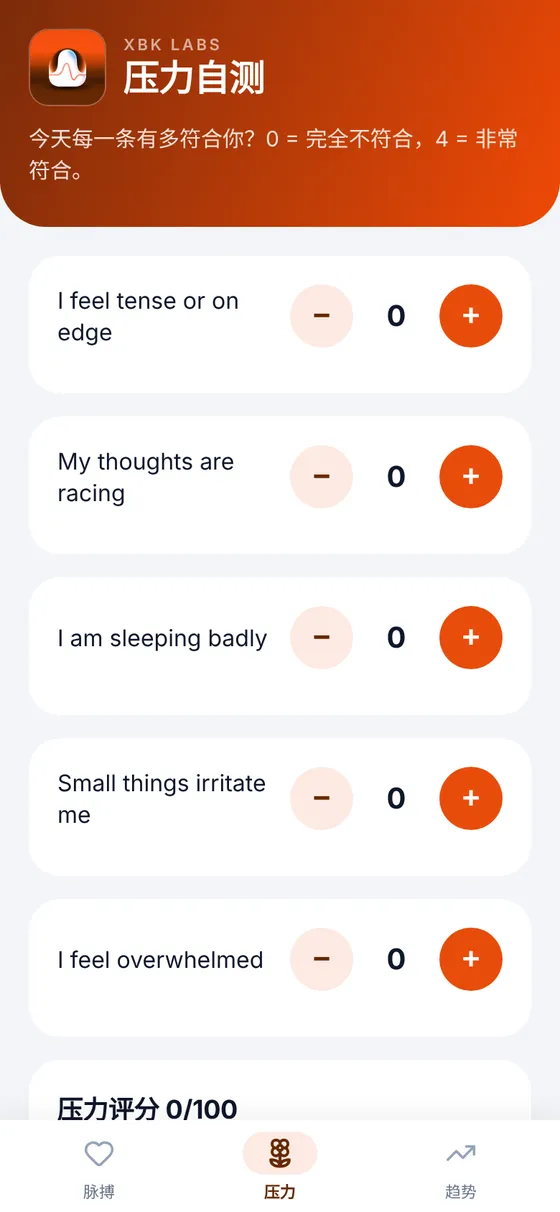 XBK LABS
压力自测
今天每一条有多符合你？0 = 完全不符合，4 = 非常
符合。
I feel tense or on
edge
− 0 +
My thoughts are
racing
− 0 +
I am sleeping badly
− 0 +
Small things irritate
me
− 0 +
I feel overwhelmed
− 0 +
压力评分 0/100
脉搏
压力
趋势